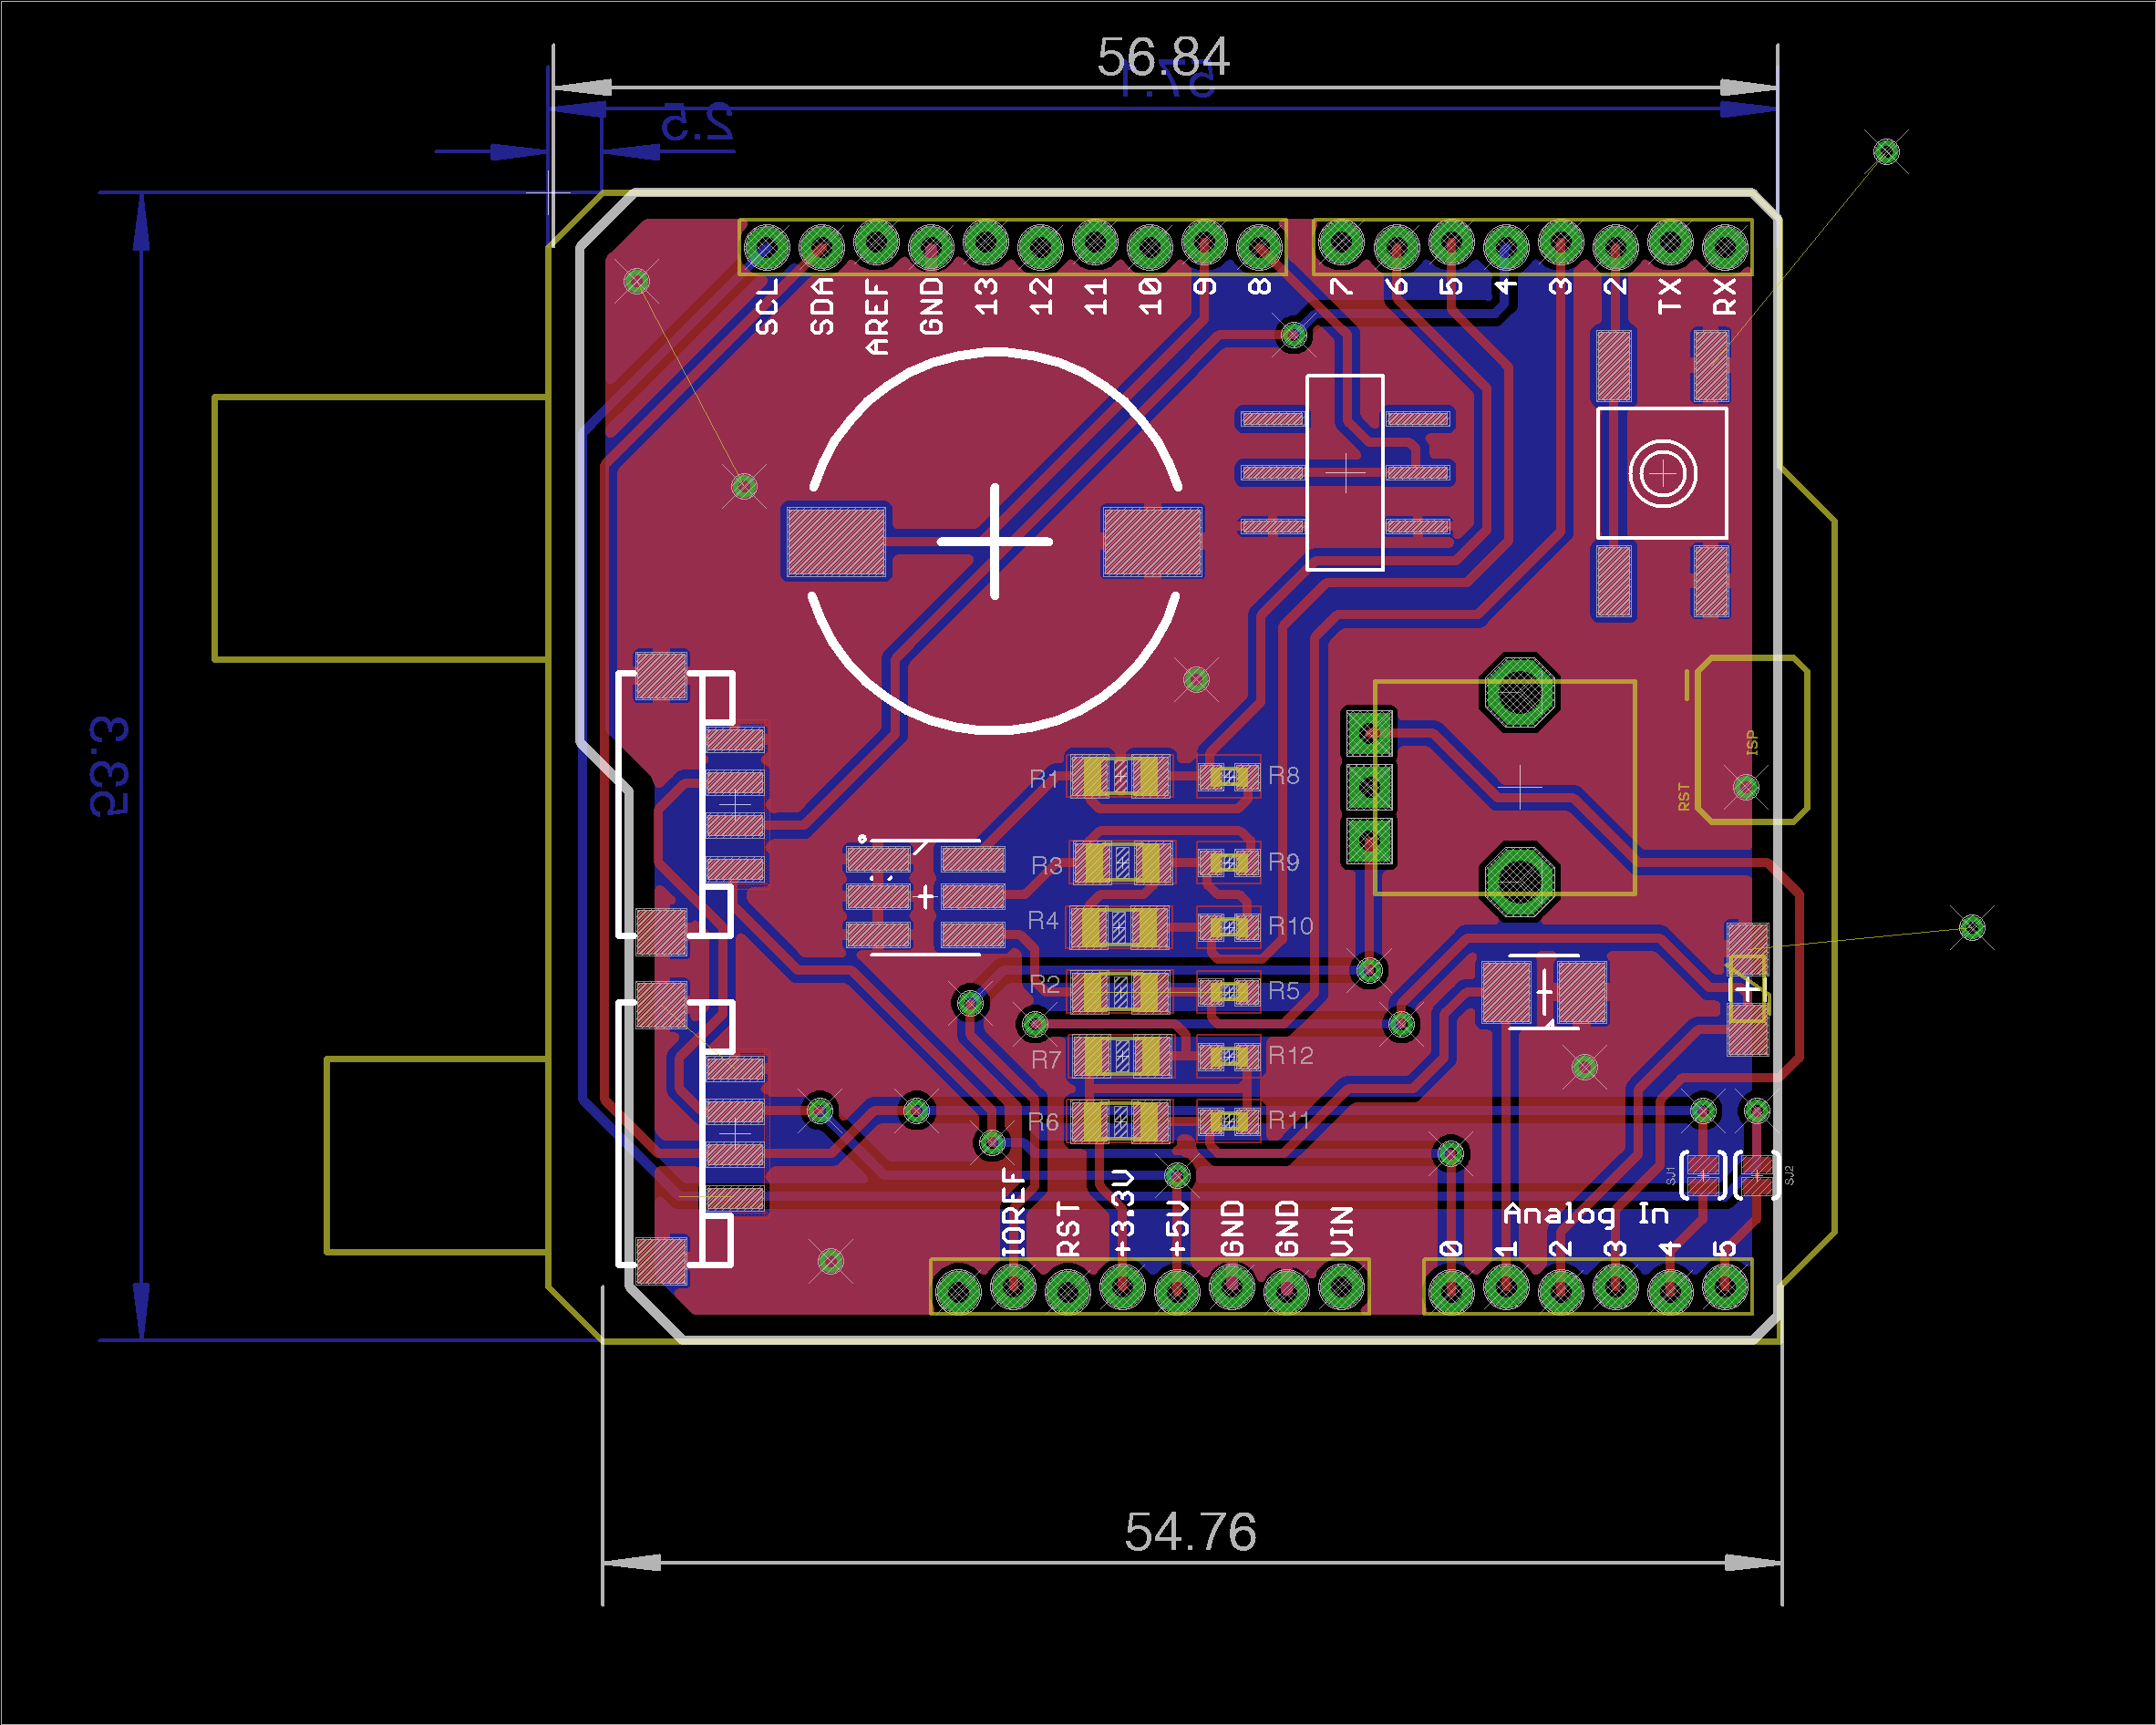 56.84
57.1
2.5
53.3
SCL
SDA
AREF
GND
13
12
11
10
9
8
7
6
5
4
3
2
TX
RX
R1
R8
R3
R9
R4
R10
R2
R5
R7
R12
R6
R11
ISP
RST
SJ1
SJ2
IOREF
RST
+3.3V
+5V
GND
GND
VIN
Analog In
0
1
2
3
4
5
54.76